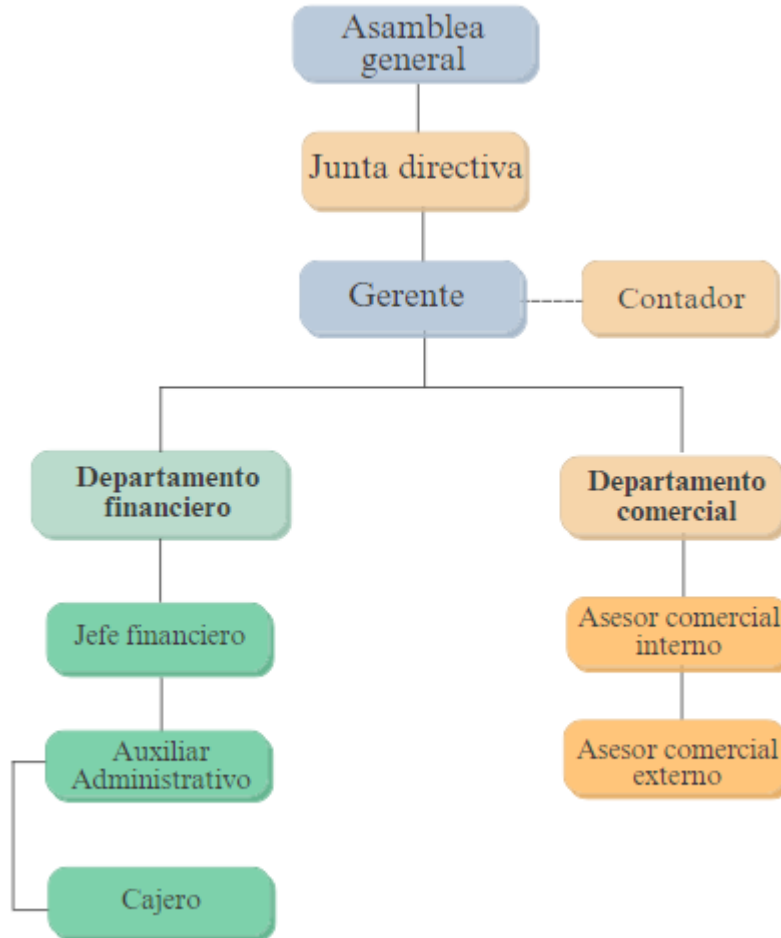 Asamblea
general
Junta directiva
Gerente
Contador
Departamento
financiero
Departamento
comercial
Jefe financiero
Asesor comercial
interno
Auxiliar
Administrativo
Asesor comercial
externo
Cajero